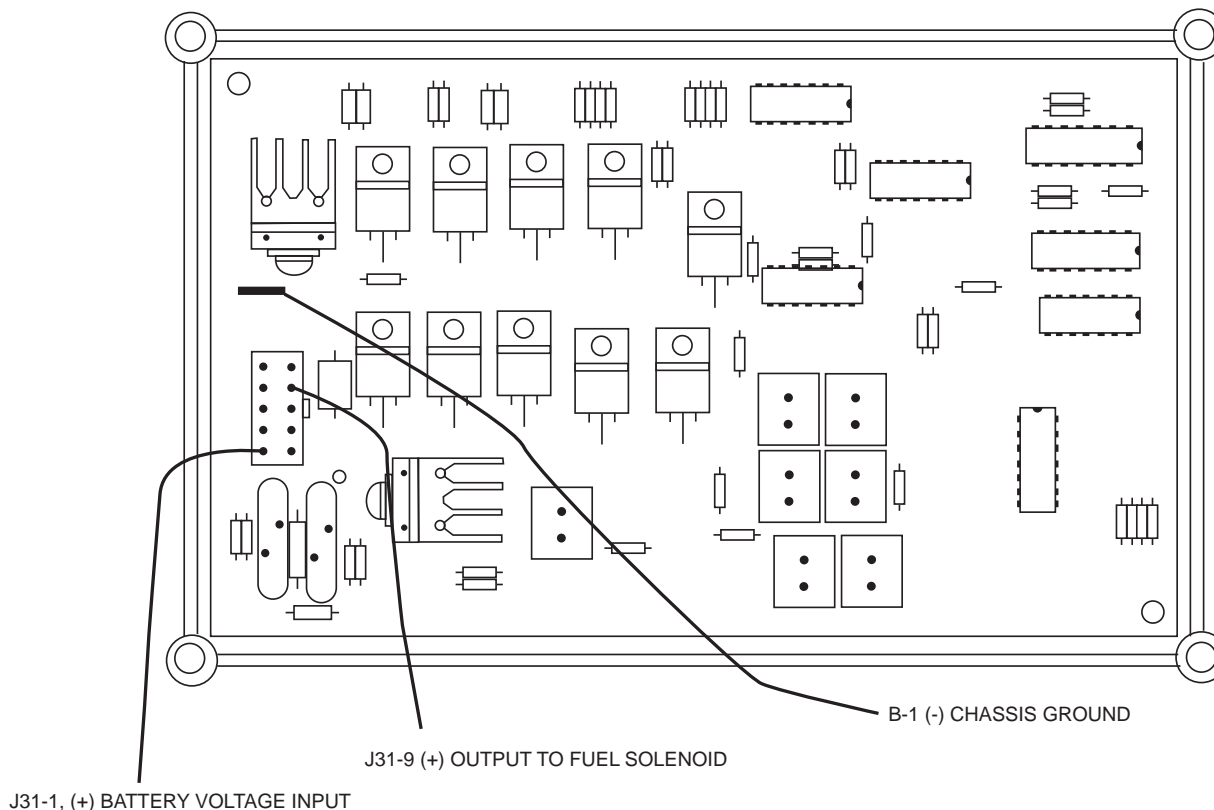 B-1 (-) CHASSIS GROUND
J31-9 (+) OUTPUT TO FUEL SOLENOID
J31-1, (+) BATTERY VOLTAGE INPUT